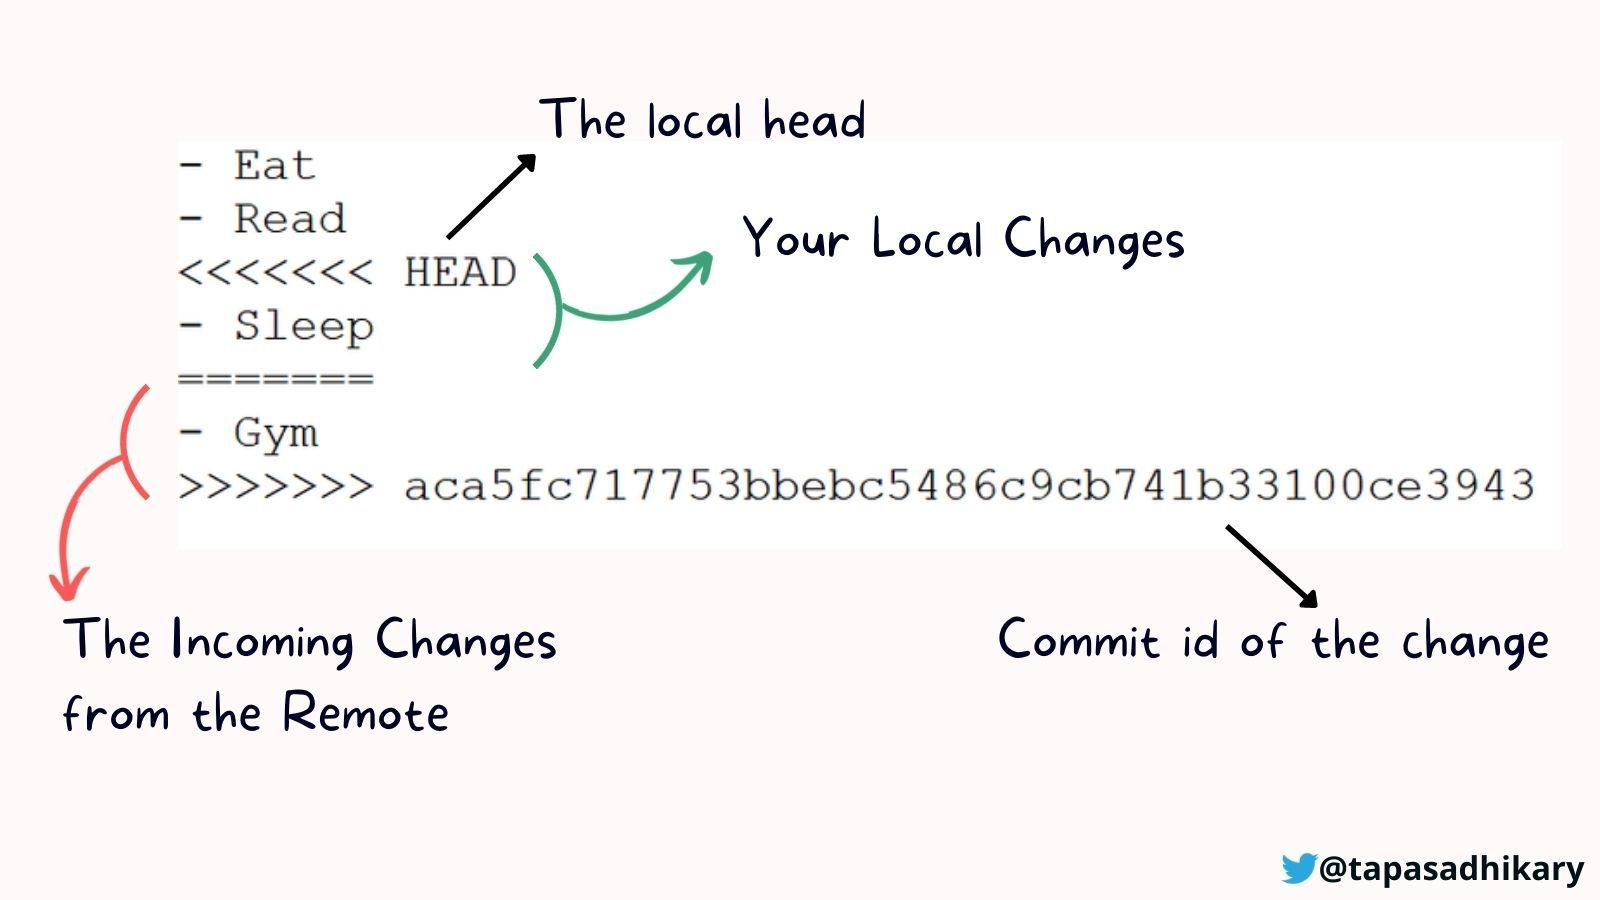 The local head
- Eat
- Read
<<<<<<< HEAD
Your Local Changes
- Sleep
=======
- Gym
>>>>>>> aca5fc717753bbebc5486c9cb741b33100ce3943
The Incoming Changes
from the Remote
Commit id of the change
@tapasadhikary